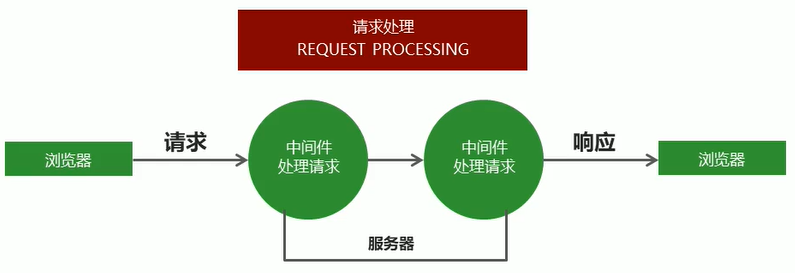 请求处理
REQUEST PROCESSING
浏览器
请求
中间件
处理请求
中间件
处理请求
响应
浏览器
服务器